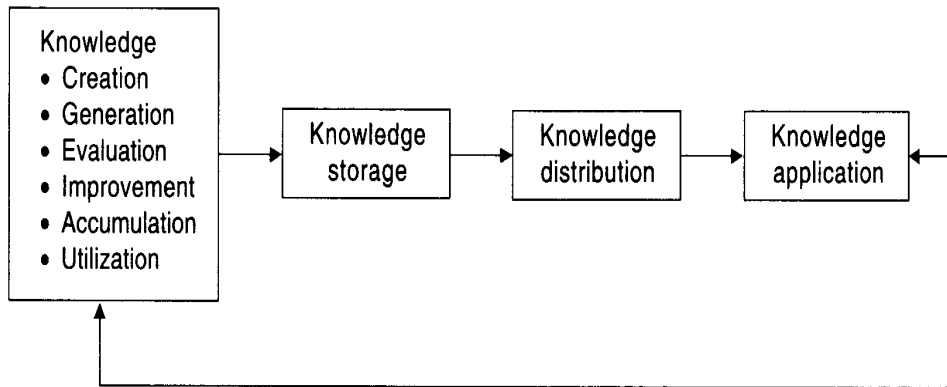 Knowledge
• Creation
• Generation
• Evaluation
• Improvement
• Accumulation
• Utilization
Knowledge
storage
Knowledge
distribution
Knowledge
application